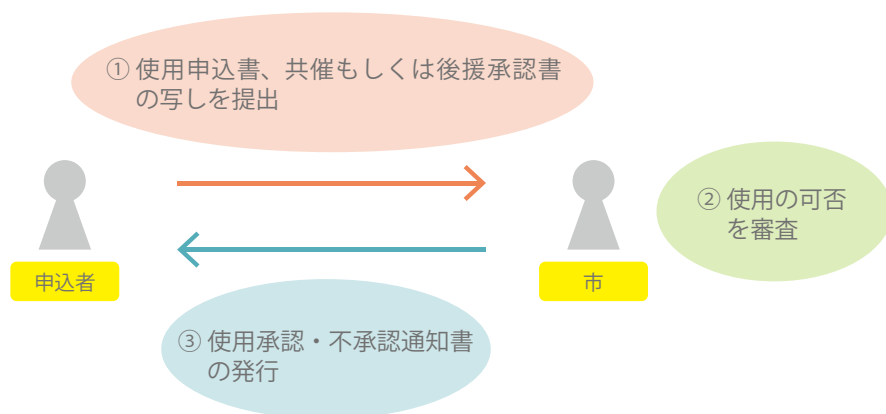 ① 使用申込書、共催もしくは後援承認書
の写しを提出
② 使用の可否
を審査
申込者
市
③ 使用承認・不承認通知書
の発行